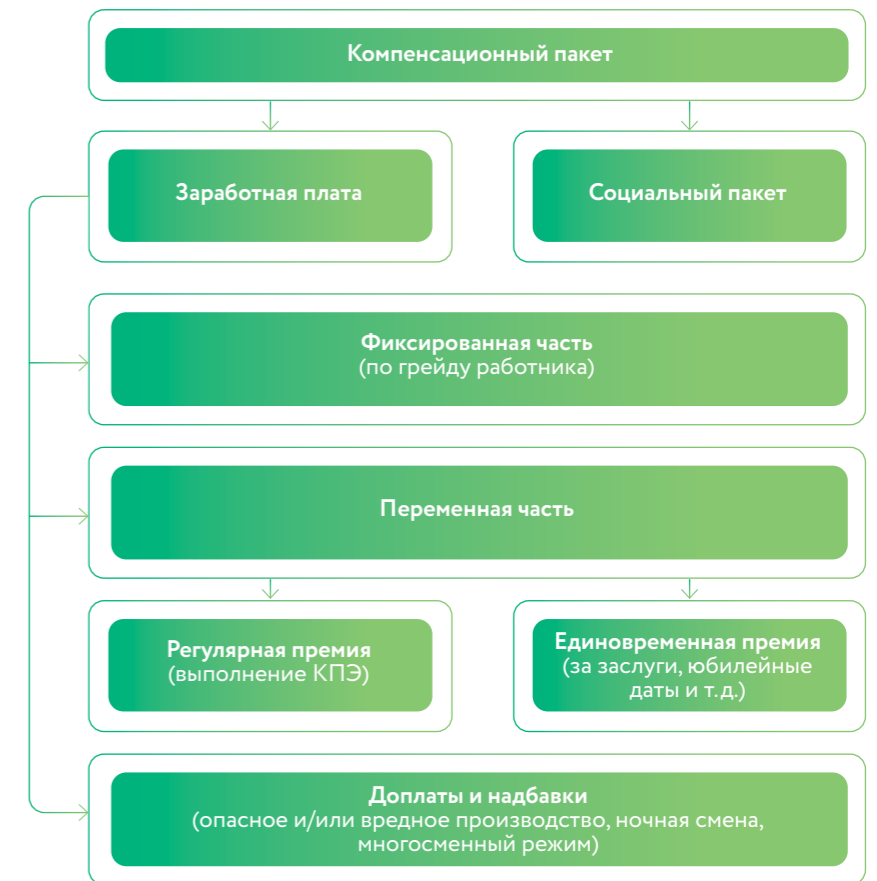 Компенсационный пакет
Заработная плата
Социальный пакет
Фиксированная часть
(по грейду работника)
Переменная часть
Регулярная премия
(выполнение КПЭ)
Единовременная премия
(за заслуги, юбилейные
даты и т.д.)
Доплаты и надбавки
(опасное и/или вредное производство, ночная смена,
многосменный режим)